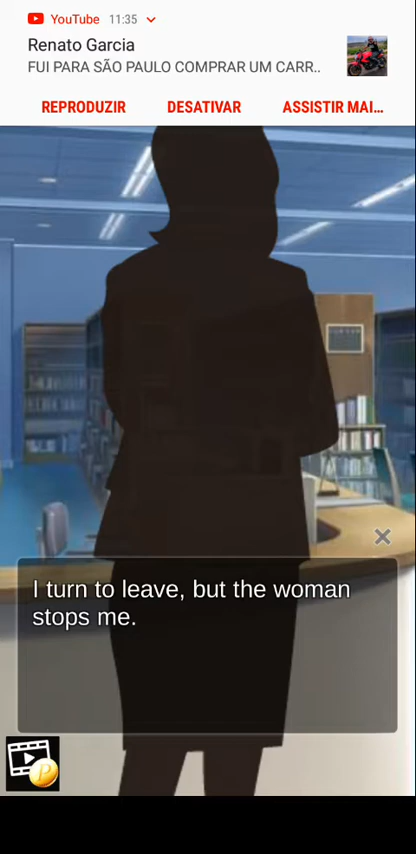 YouTube 11:35
Renato Garcia
FUI PARA SÃO PAULO COMPRAR UM CARR..
REPRODUZIR DESATIVAR ASSISTIR MAI...
I turn to leave, but the woman
stops me.
P